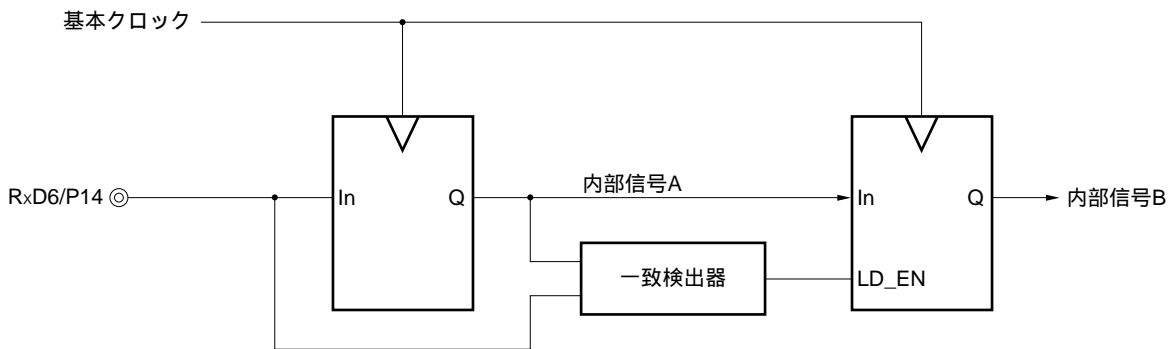 基本クロック
RxD6/P14
In
Q
内部信号A
In
Q
内部信号B
一致検出器
LD_EN